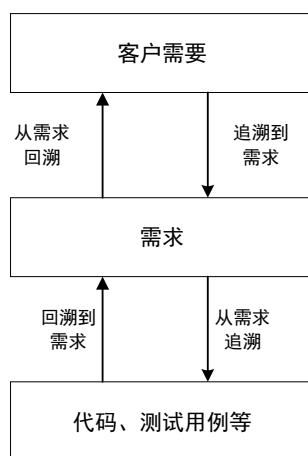 客户需要
从需求
回溯
追溯到
需求
需求
回溯到
需求
从需求
追溯
代码、测试用例等